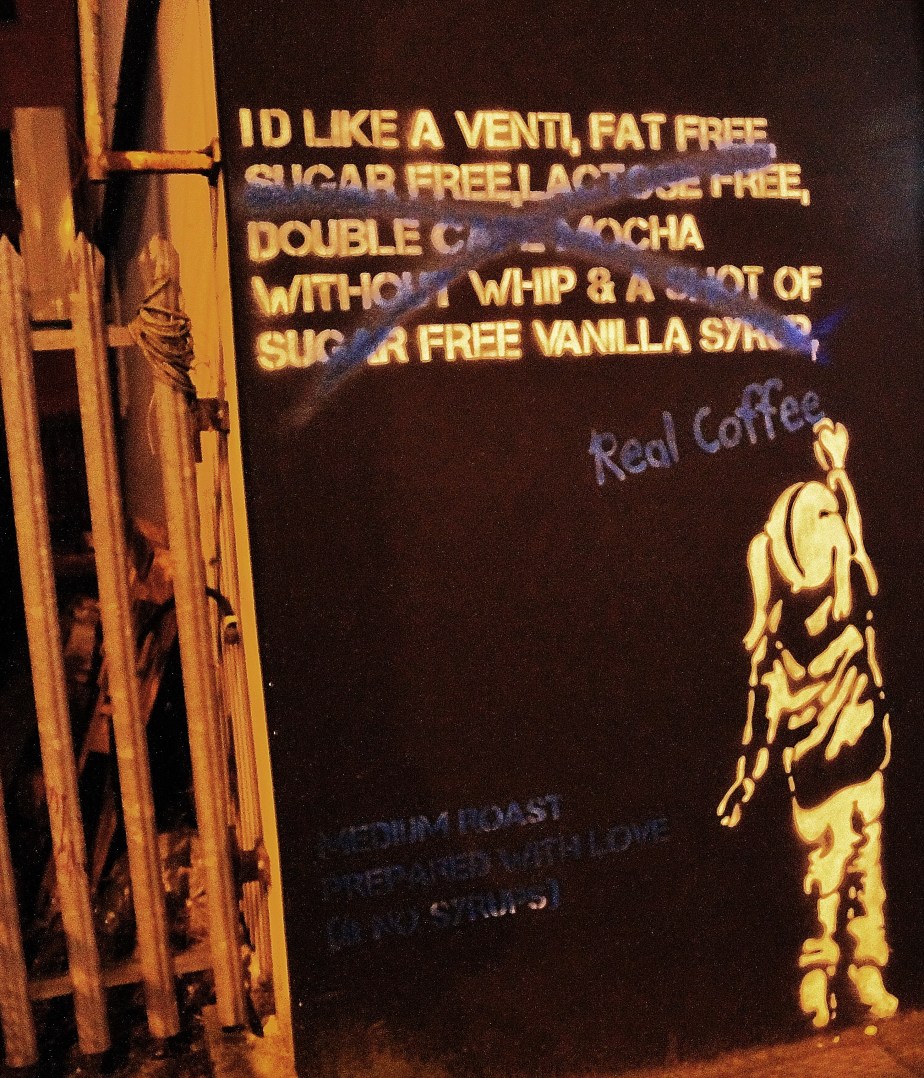 I D LIKE A VENTI, FAT FREE,
SUGAR FREE,LACTOSE FREE,
DOUBLE CAFE MOCHA
WITHOUT WHIP & A SHOT OF
SUGAR FREE VANILLA SYRUP,
Real Coffee
MEDIUM ROAST
PREPARED WITH LOVE
(& NO SYRUPS)